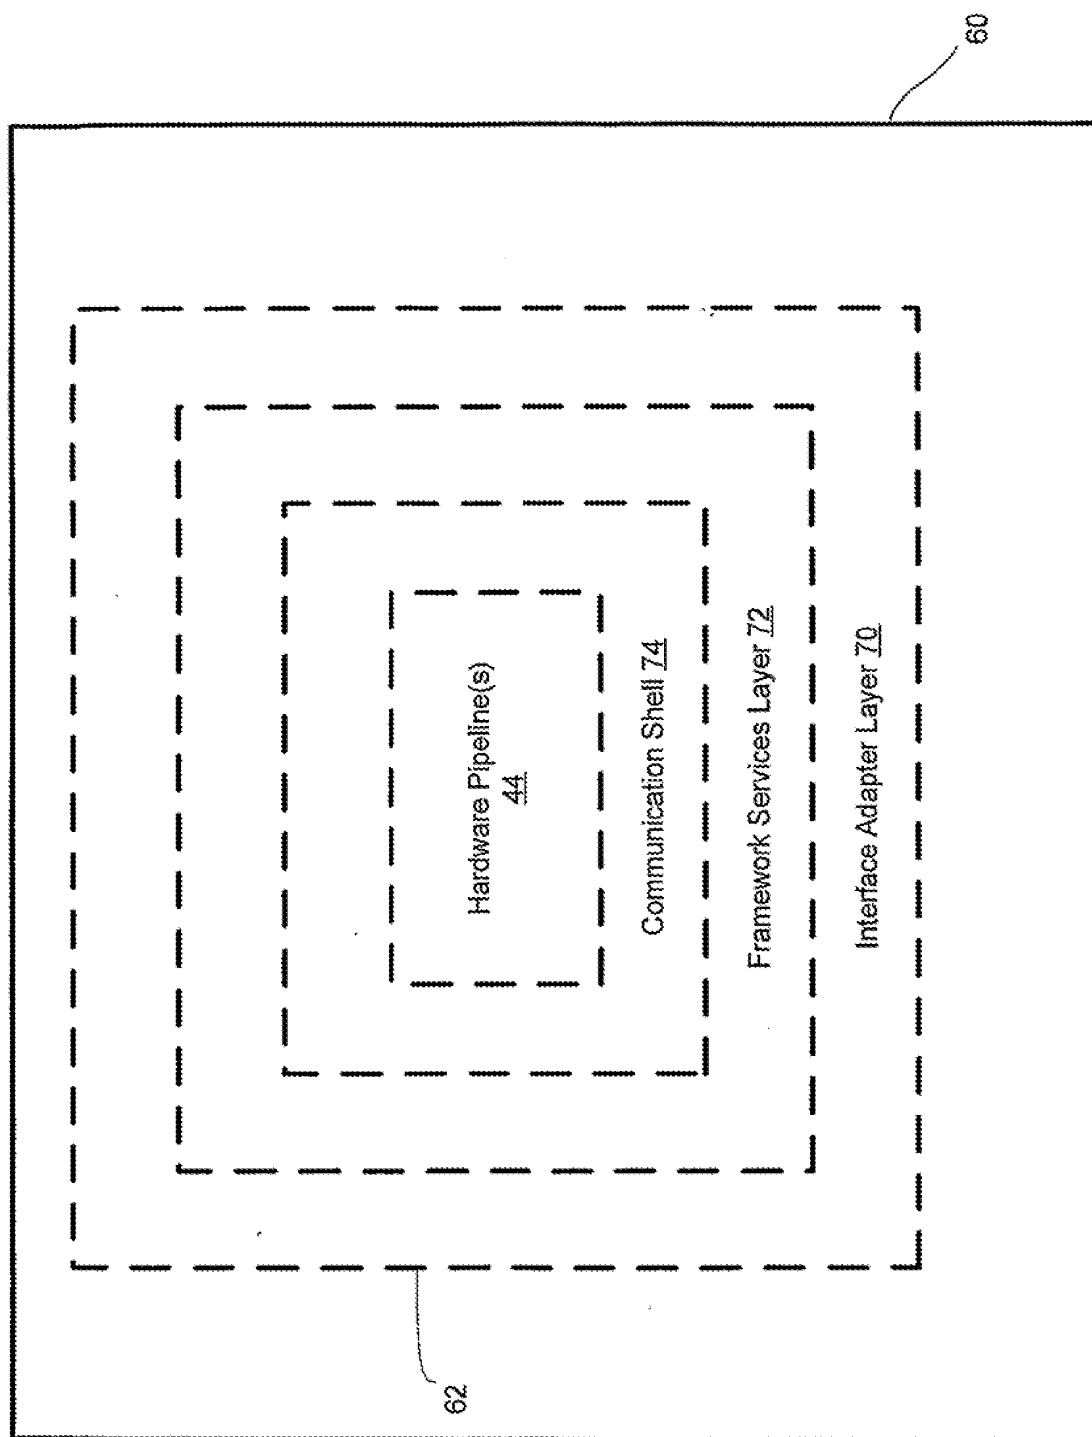 60
Hardware Pipeline(s)
44
Communication Shell 74
Framework Services Layer 72
Interface Adapter Layer 70
62